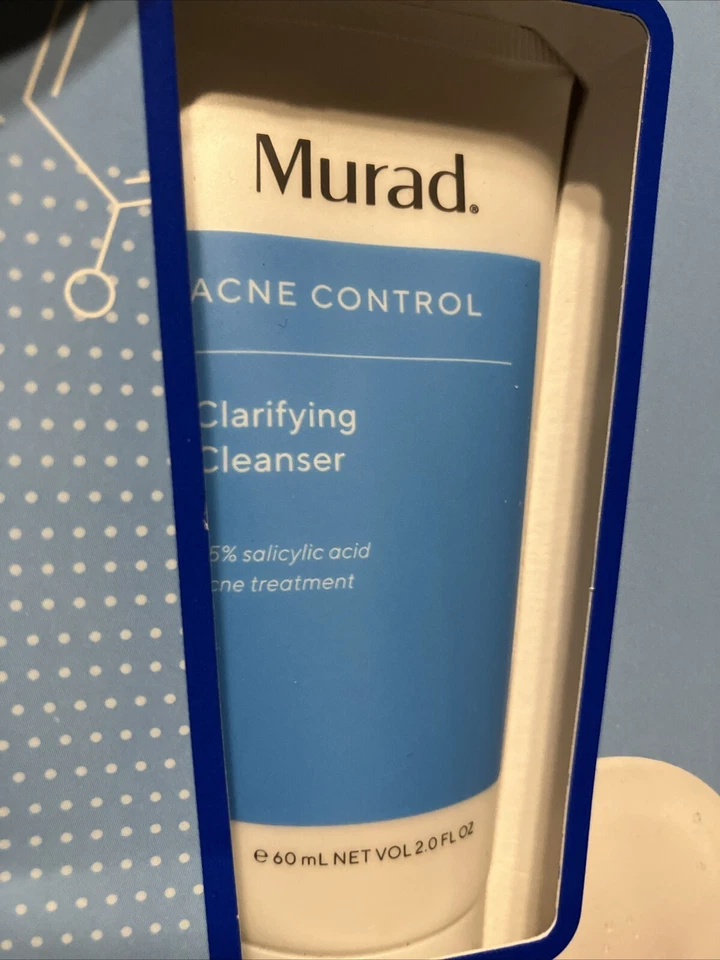 Murad®
ACNE CONTROL
Clarifying
Cleanser
5% salicylic acid
cne treatment
℮ 60 mL NET VOL 2.0 FL OZ